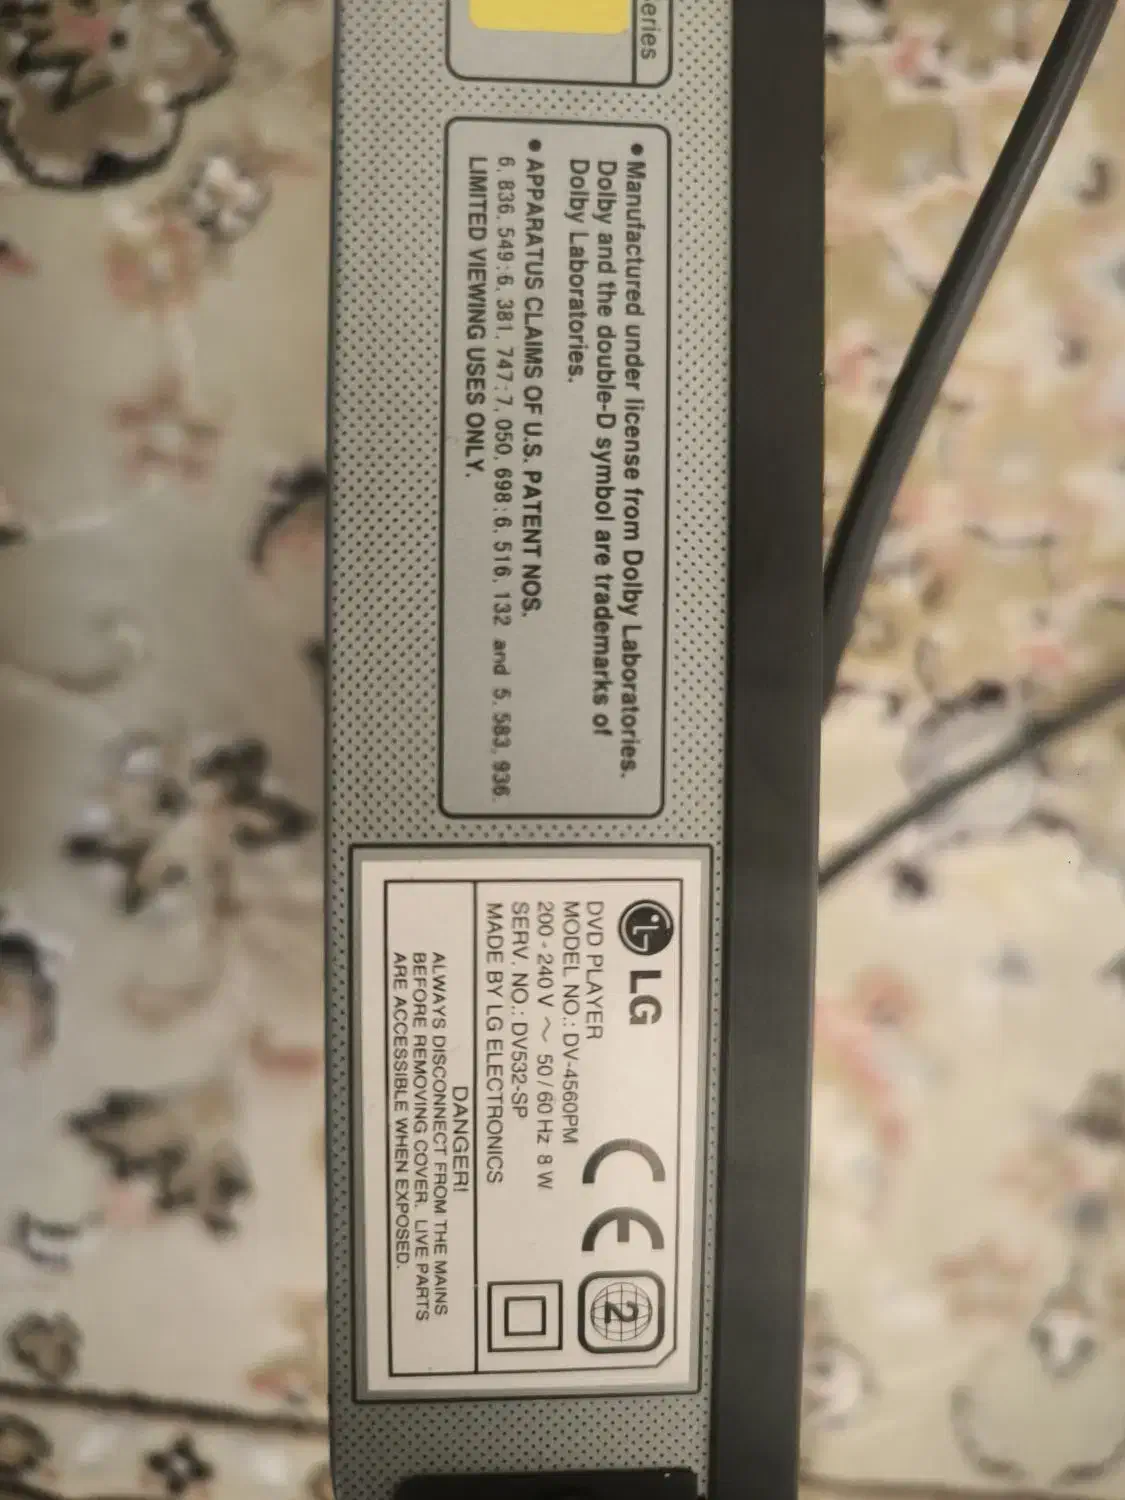 eries
• Manufactured under license from Dolby Laboratories.
Dolby and the double-D symbol are trademarks of
Dolby Laboratories.
• APPARATUS CLAIMS OF U.S. PATENT NOS.
6, 836, 549; 6, 381, 747; 7, 050, 698; 6, 516, 132 and 5, 583, 936
LIMITED VIEWING USES ONLY.
LG
DVD PLAYER
MODEL NO.: DV-4560PM
200 - 240 V ~ 50 / 60 Hz 8 W
SERV. NO.: DV532-SP
MADE BY LG ELECTRONICS
CE
2
DANGER!
ALWAYS DISCONNECT FROM THE MAINS
BEFORE REMOVING COVER. LIVE PARTS
ARE ACCESSIBLE WHEN EXPOSED.